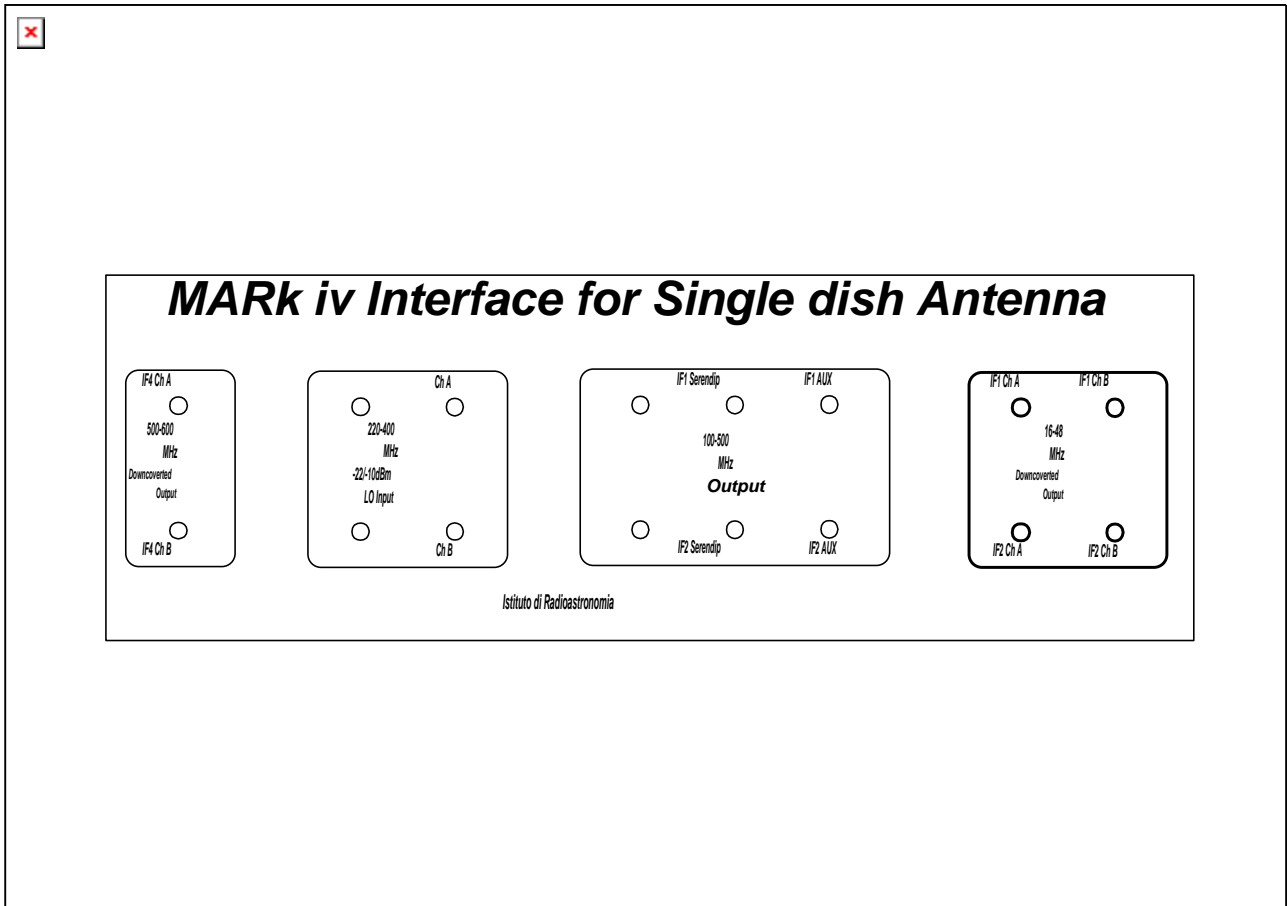 MARk iv Interface for Single dish Antenna
IF4 Ch A
500-600
MHz
Downcoverted
Output
IF4 Ch B
Ch A
220-400
MHz
-22/-10dBm
LO Input
Ch B
IF1 Serendip
IF1 AUX
100-500
MHz
Output
IF2 Serendip
IF2 AUX
IF1 Ch A
IF1 Ch B
16-48
MHz
Downcoverted
Output
IF2 Ch A
IF2 Ch B
Istituto di Radioastronomia